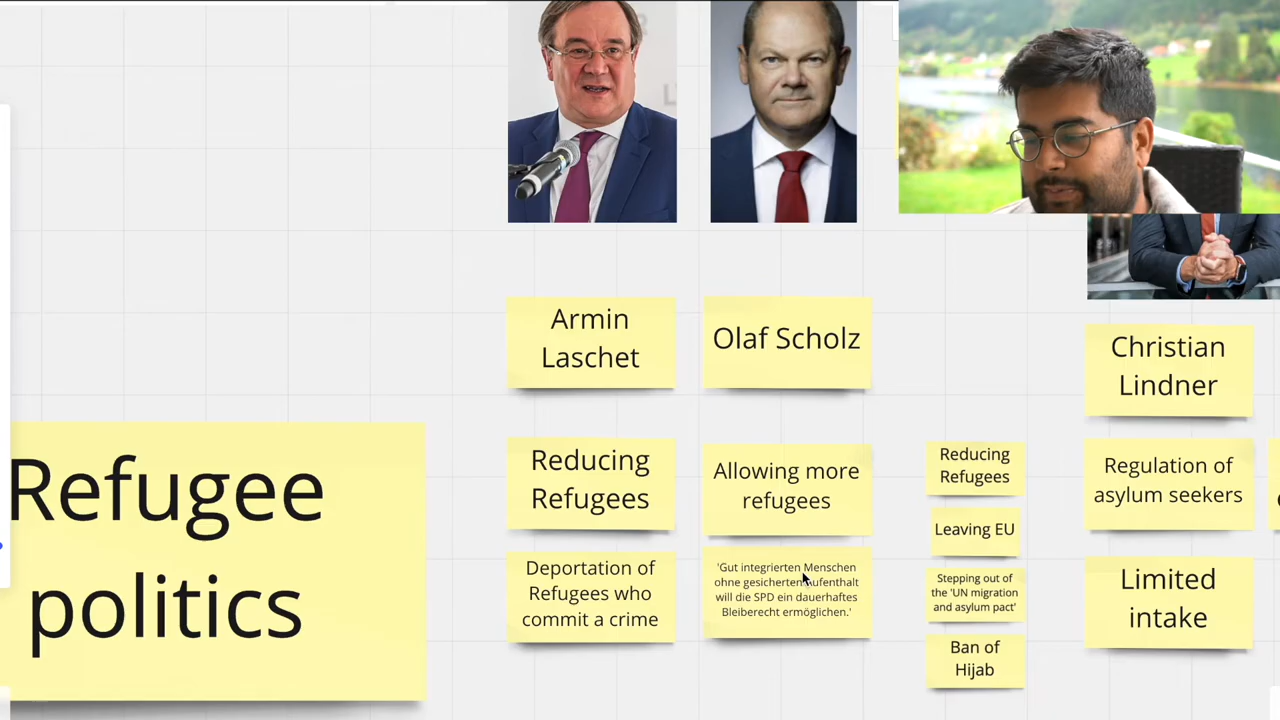 Armin
Laschet
Olaf Scholz
Christian
Lindner
Refugee
politics
Reducing
Refugees
Deportation of
Refugees who
commit a crime
Allowing more
refugees
'Gut integrierten Menschen
ohne gesicherten Aufenthalt
will die SPD ein dauerhaftes
Bleiberecht ermöglichen.'
Reducing
Refugees
Leaving EU
Stepping out of
the 'UN migration
and asylum pact'
Ban of
Hijab
Regulation of
asylum seekers
Limited
intake